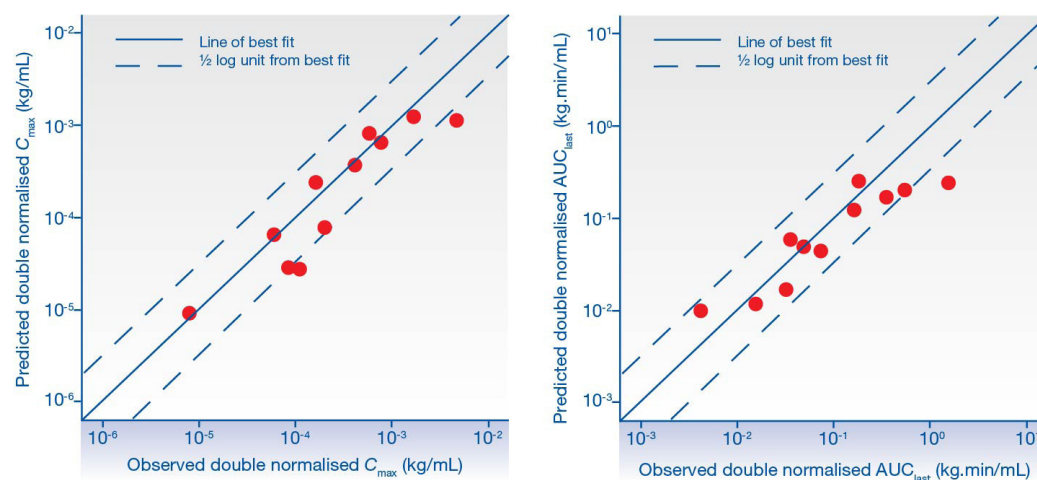 10⁻²
10⁻³
10⁻⁴
10⁻⁵
10⁻⁶
Predicted double normalised Cmax (kg/mL)
Line of best fit
½ log unit from best fit
10⁻⁶ 10⁻⁵ 10⁻⁴ 10⁻³ 10⁻²
Observed double normalised Cmax (kg/mL)
10¹
10⁰
10⁻¹
10⁻²
10⁻³
Predicted double normalised AUClast (kg.min/mL)
Line of best fit
½ log unit from best fit
10⁻³ 10⁻² 10⁻¹ 10⁰ 10
Observed double normalised AUClast (kg.min/mL)